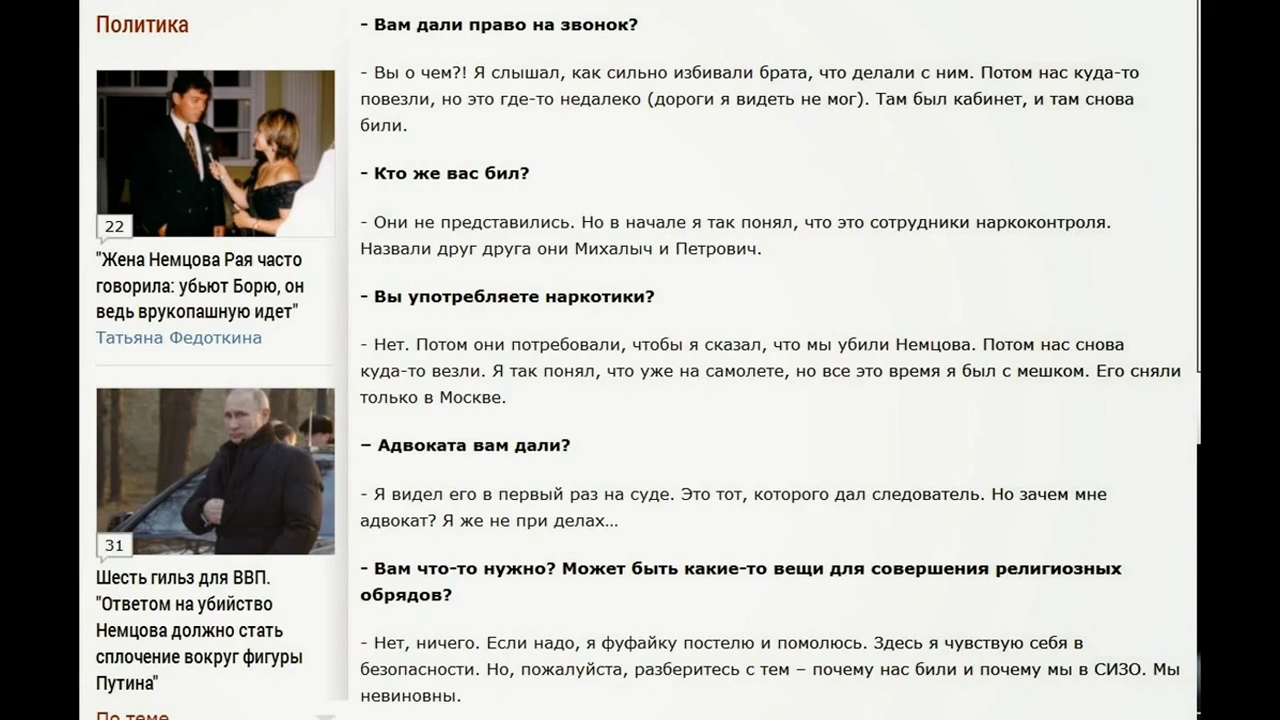 Политика
22
"Жена Немцова Рая часто
говорила: убьют Борю, он
ведь врукопашную идет"
Татьяна Федоткина
31
Шесть гильз для ВВП.
"Ответом на убийство
Немцова должно стать
сплочение вокруг фигуры
Путина"
По теме
- Вам дали право на звонок?
- Вы о чем?! Я слышал, как сильно избивали брата, что делали с ним. Потом нас куда-то
повезли, но это где-то недалеко (дороги я видеть не мог). Там был кабинет, и там снова
били.
- Кто же вас бил?
- Они не представились. Но в начале я так понял, что это сотрудники наркоконтроля.
Назвали друг друга они Михалыч и Петрович.
- Вы употребляете наркотики?
- Нет. Потом они потребовали, чтобы я сказал, что мы убили Немцова. Потом нас снова
куда-то везли. Я так понял, что уже на самолете, но все это время я был с мешком. Его сняли
только в Москве.
– Адвоката вам дали?
- Я видел его в первый раз на суде. Это тот, которого дал следователь. Но зачем мне
адвокат? Я же не при делах…
- Вам что-то нужно? Может быть какие-то вещи для совершения религиозных
обрядов?
- Нет, ничего. Если надо, я фуфайку постелю и помолюсь. Здесь я чувствую себя в
безопасности. Но, пожалуйста, разберитесь с тем – почему нас били и почему мы в СИЗО. Мы
невиновны.